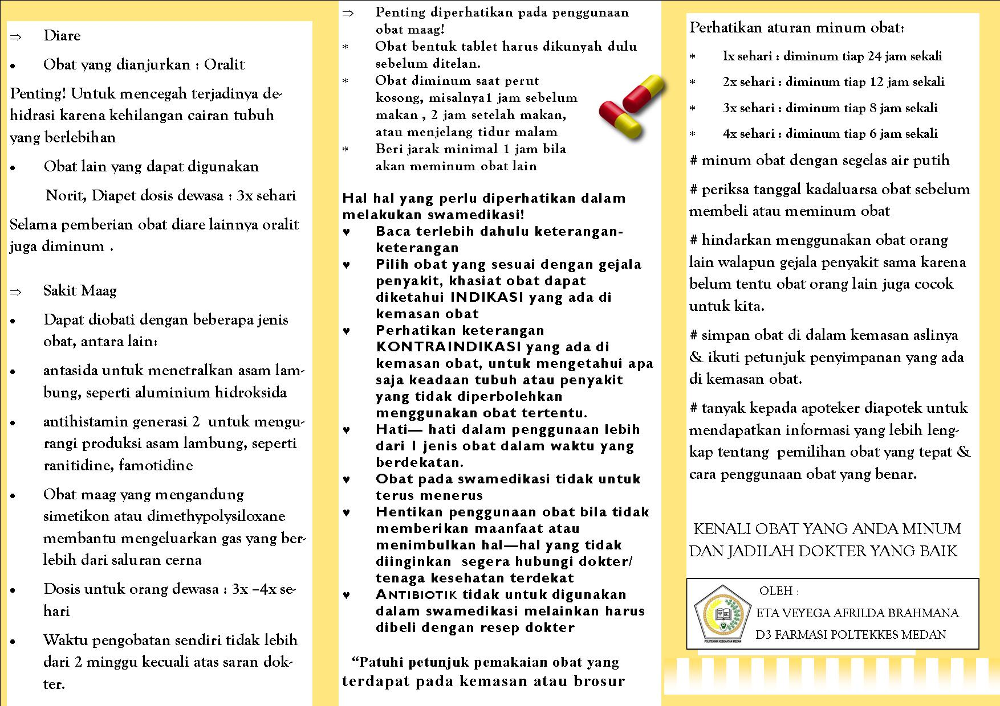 ⇒ Diare
• Obat yang dianjurkan : Oralit
Penting! Untuk mencegah terjadinya de-
hidrasi karena kehilangan cairan tubuh
yang berlebihan
• Obat lain yang dapat digunakan
Norit, Diapet dosis dewasa : 3x sehari
Selama pemberian obat diare lainnya oralit
juga diminum .
⇒ Sakit Maag
• Dapat diobati dengan beberapa jenis
obat, antara lain:
• antasida untuk menetralkan asam lam-
bung, seperti aluminium hidroksida
• antihistamin generasi 2 untuk mengu-
rangi produksi asam lambung, seperti
ranitidine, famotidine
• Obat maag yang mengandung
simetikon atau dimethypolysiloxane
membantu mengeluarkan gas yang ber-
lebih dari saluran cerna
• Dosis untuk orang dewasa : 3x –4x se-
hari
• Waktu pengobatan sendiri tidak lebih
dari 2 minggu kecuali atas saran dok-
ter.
⇒ Penting diperhatikan pada penggunaan
obat maag!
* Obat bentuk tablet harus dikunyah dulu
sebelum ditelan.
* Obat diminum saat perut
kosong, misalnya1 jam sebelum
makan , 2 jam setelah makan,
atau menjelang tidur malam
* Beri jarak minimal 1 jam bila
akan meminum obat lain
Hal hal yang perlu diperhatikan dalam
melakukan swamedikasi!
♥ Baca terlebih dahulu keterangan-
keterangan
♥ Pilih obat yang sesuai dengan gejala
penyakit, khasiat obat dapat
diketahui INDIKASI yang ada di
kemasan obat
♥ Perhatikan keterangan
KONTRAINDIKASI yang ada di
kemasan obat, untuk mengetahui apa
saja keadaan tubuh atau penyakit
yang tidak diperbolehkan
menggunakan obat tertentu.
♥ Hati— hati dalam penggunaan lebih
dari 1 jenis obat dalam waktu yang
berdekatan.
♥ Obat pada swamedikasi tidak untuk
terus menerus
♥ Hentikan penggunaan obat bila tidak
memberikan maanfaat atau
menimbulkan hal—hal yang tidak
diinginkan segera hubungi dokter/
tenaga kesehatan terdekat
♥ ANTIBIOTIK tidak untuk digunakan
dalam swamedikasi melainkan harus
dibeli dengan resep dokter
“Patuhi petunjuk pemakaian obat yang
terdapat pada kemasan atau brosur
Perhatikan aturan minum obat:
* 1x sehari : diminum tiap 24 jam sekali
* 2x sehari : diminum tiap 12 jam sekali
* 3x sehari : diminum tiap 8 jam sekali
* 4x sehari : diminum tiap 6 jam sekali
# minum obat dengan segelas air putih
# periksa tanggal kadaluarsa obat sebelum
membeli atau meminum obat
# hindarkan menggunakan obat orang
lain walapun gejala penyakit sama karena
belum tentu obat orang lain juga cocok
untuk kita.
# simpan obat di dalam kemasan aslinya
& ikuti petunjuk penyimpanan yang ada
di kemasan obat.
# tanyak kepada apoteker diapotek untuk
mendapatkan informasi yang lebih leng-
kap tentang pemilihan obat yang tepat &
cara penggunaan obat yang benar.
KENALI OBAT YANG ANDA MINUM
DAN JADILAH DOKTER YANG BAIK
OLEH :
ETA VEYEGA AFRILDA BRAHMANA
D3 FARMASI POLTEKKES MEDAN
POLITEKNIK KESEHATAN MEDAN